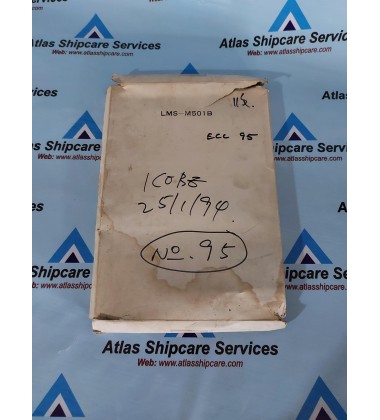 Atlas Shipcare Services
Web: www.atlasshipcare.com
LMS-M501B
ECC 95
KOBE
25/1/94.
No. 95
Atlas Shipcare Services
Web: www.atlasshipcare.com